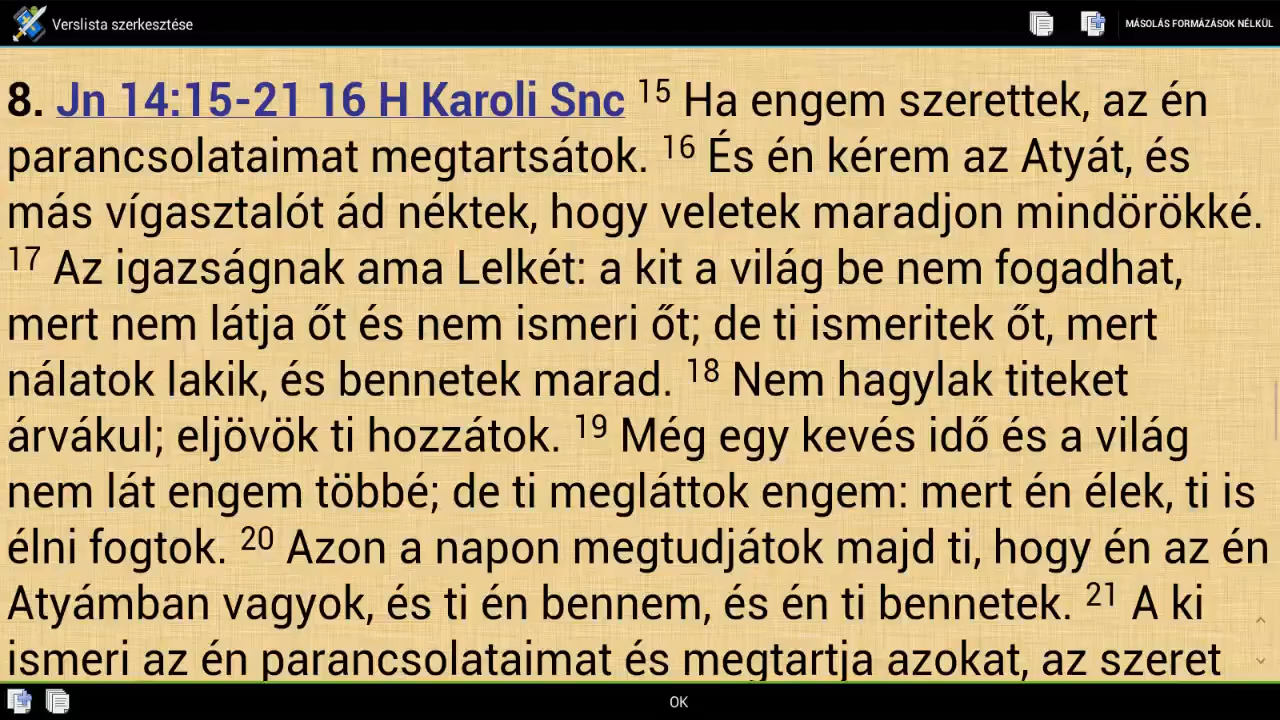 Verslista szerkesztése
MÁSOLÁS FORMÁZÁSOK NÉLKÜL
8. Jn 14:15-21 16 H Karoli Snc 15 Ha engem szerettek, az én
parancsolataimat megtartsátok. 16 És én kérem az Atyát, és
más vígasztalót ád néktek, hogy veletek maradjon mindörökké.
17 Az igazságnak ama Lelkét: a kit a világ be nem fogadhat,
mert nem látja őt és nem ismeri őt; de ti ismeritek őt, mert
nálatok lakik, és bennetek marad. 18 Nem hagylak titeket
árvákul; eljövök ti hozzátok. 19 Még egy kevés idő és a világ
nem lát engem többé; de ti megláttok engem: mert én élek, ti is
élni fogtok. 20 Azon a napon megtudjátok majd ti, hogy én az én
Atyámban vagyok, és ti én bennem, és én ti bennetek. 21 A ki
ismeri az én parancsolataimat és megtartja azokat, az szeret
OK